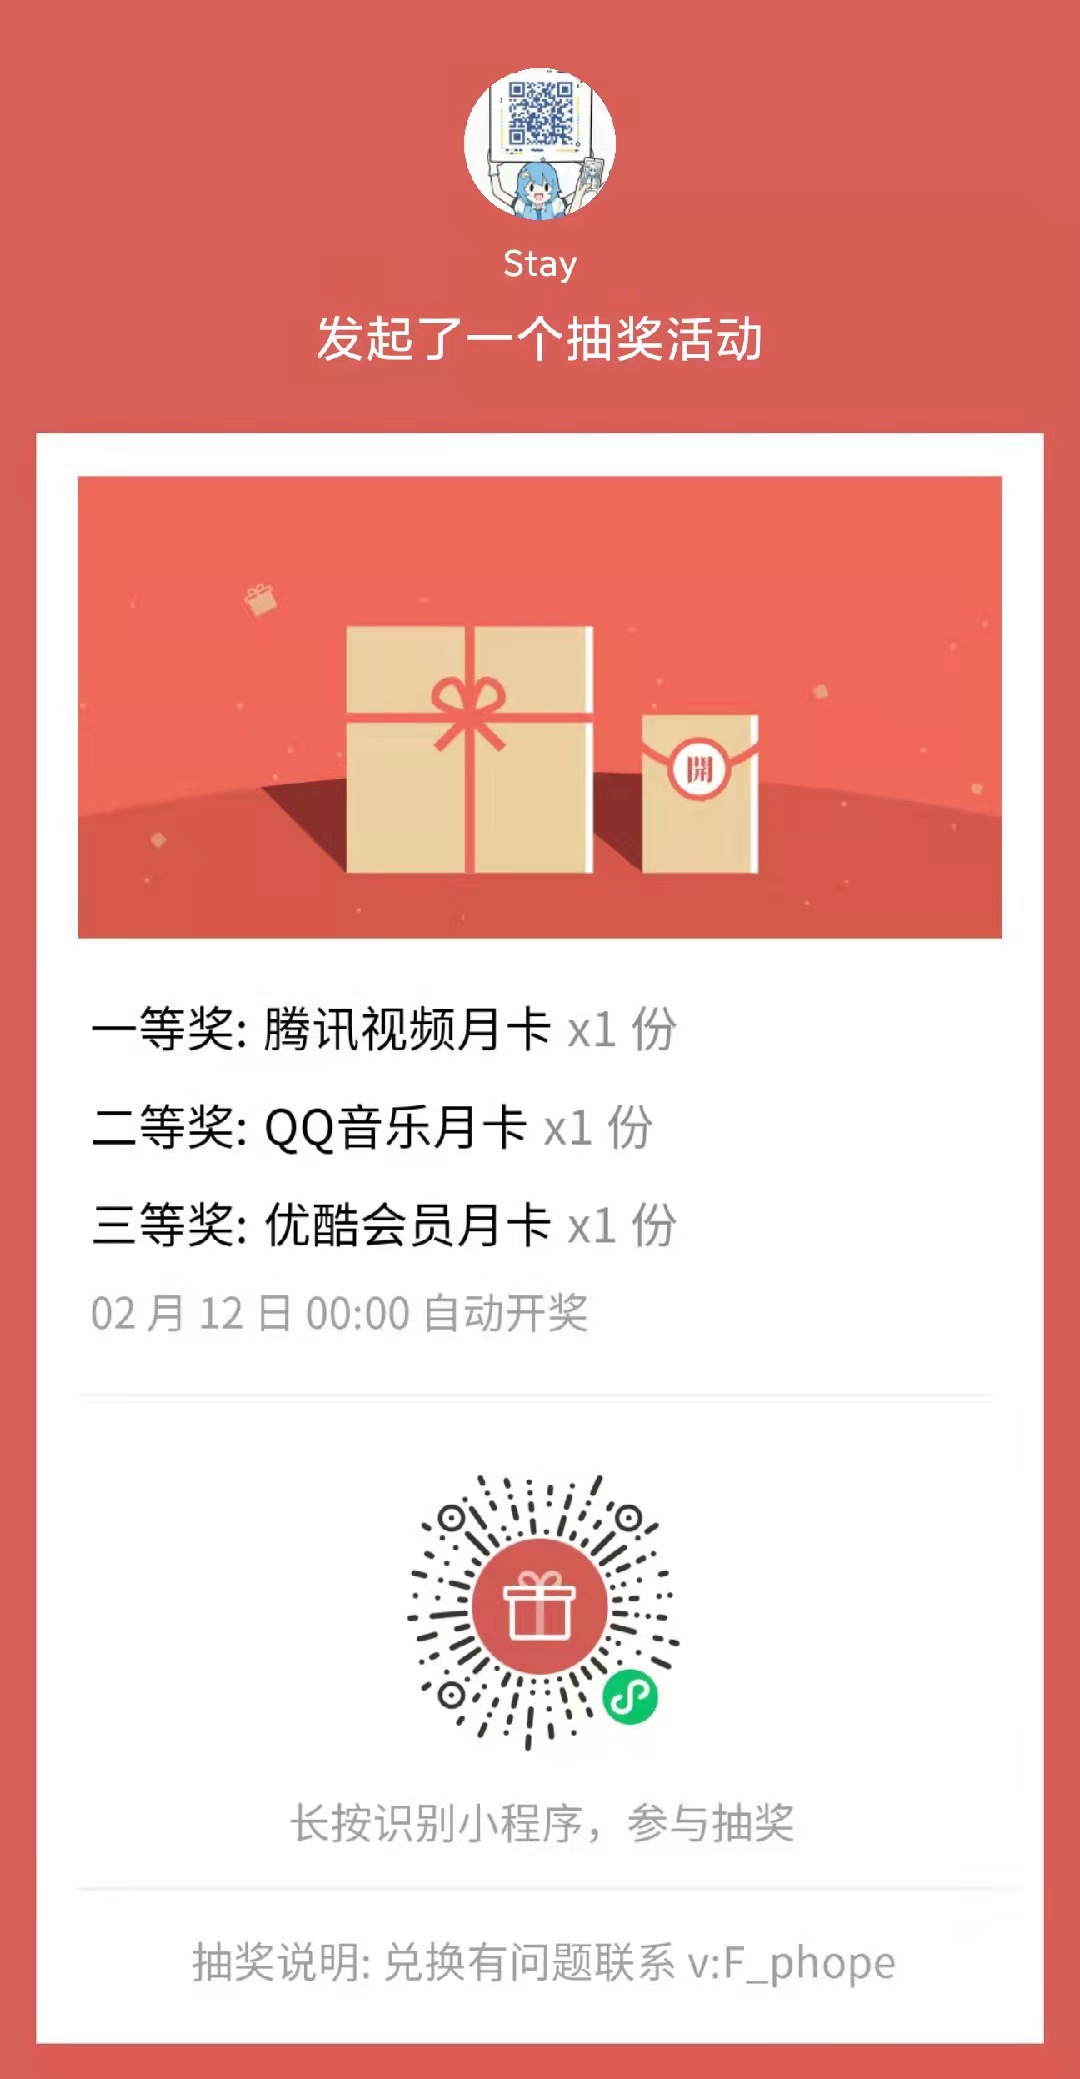 Stay
发起了一个抽奖活动
開
一等奖: 腾讯视频月卡 x1 份
二等奖: QQ音乐月卡 x1 份
三等奖: 优酷会员月卡 x1 份
02 月 12 日 00:00 自动开奖
长按识别小程序，参与抽奖
抽奖说明: 兑换有问题联系 v:F_phope